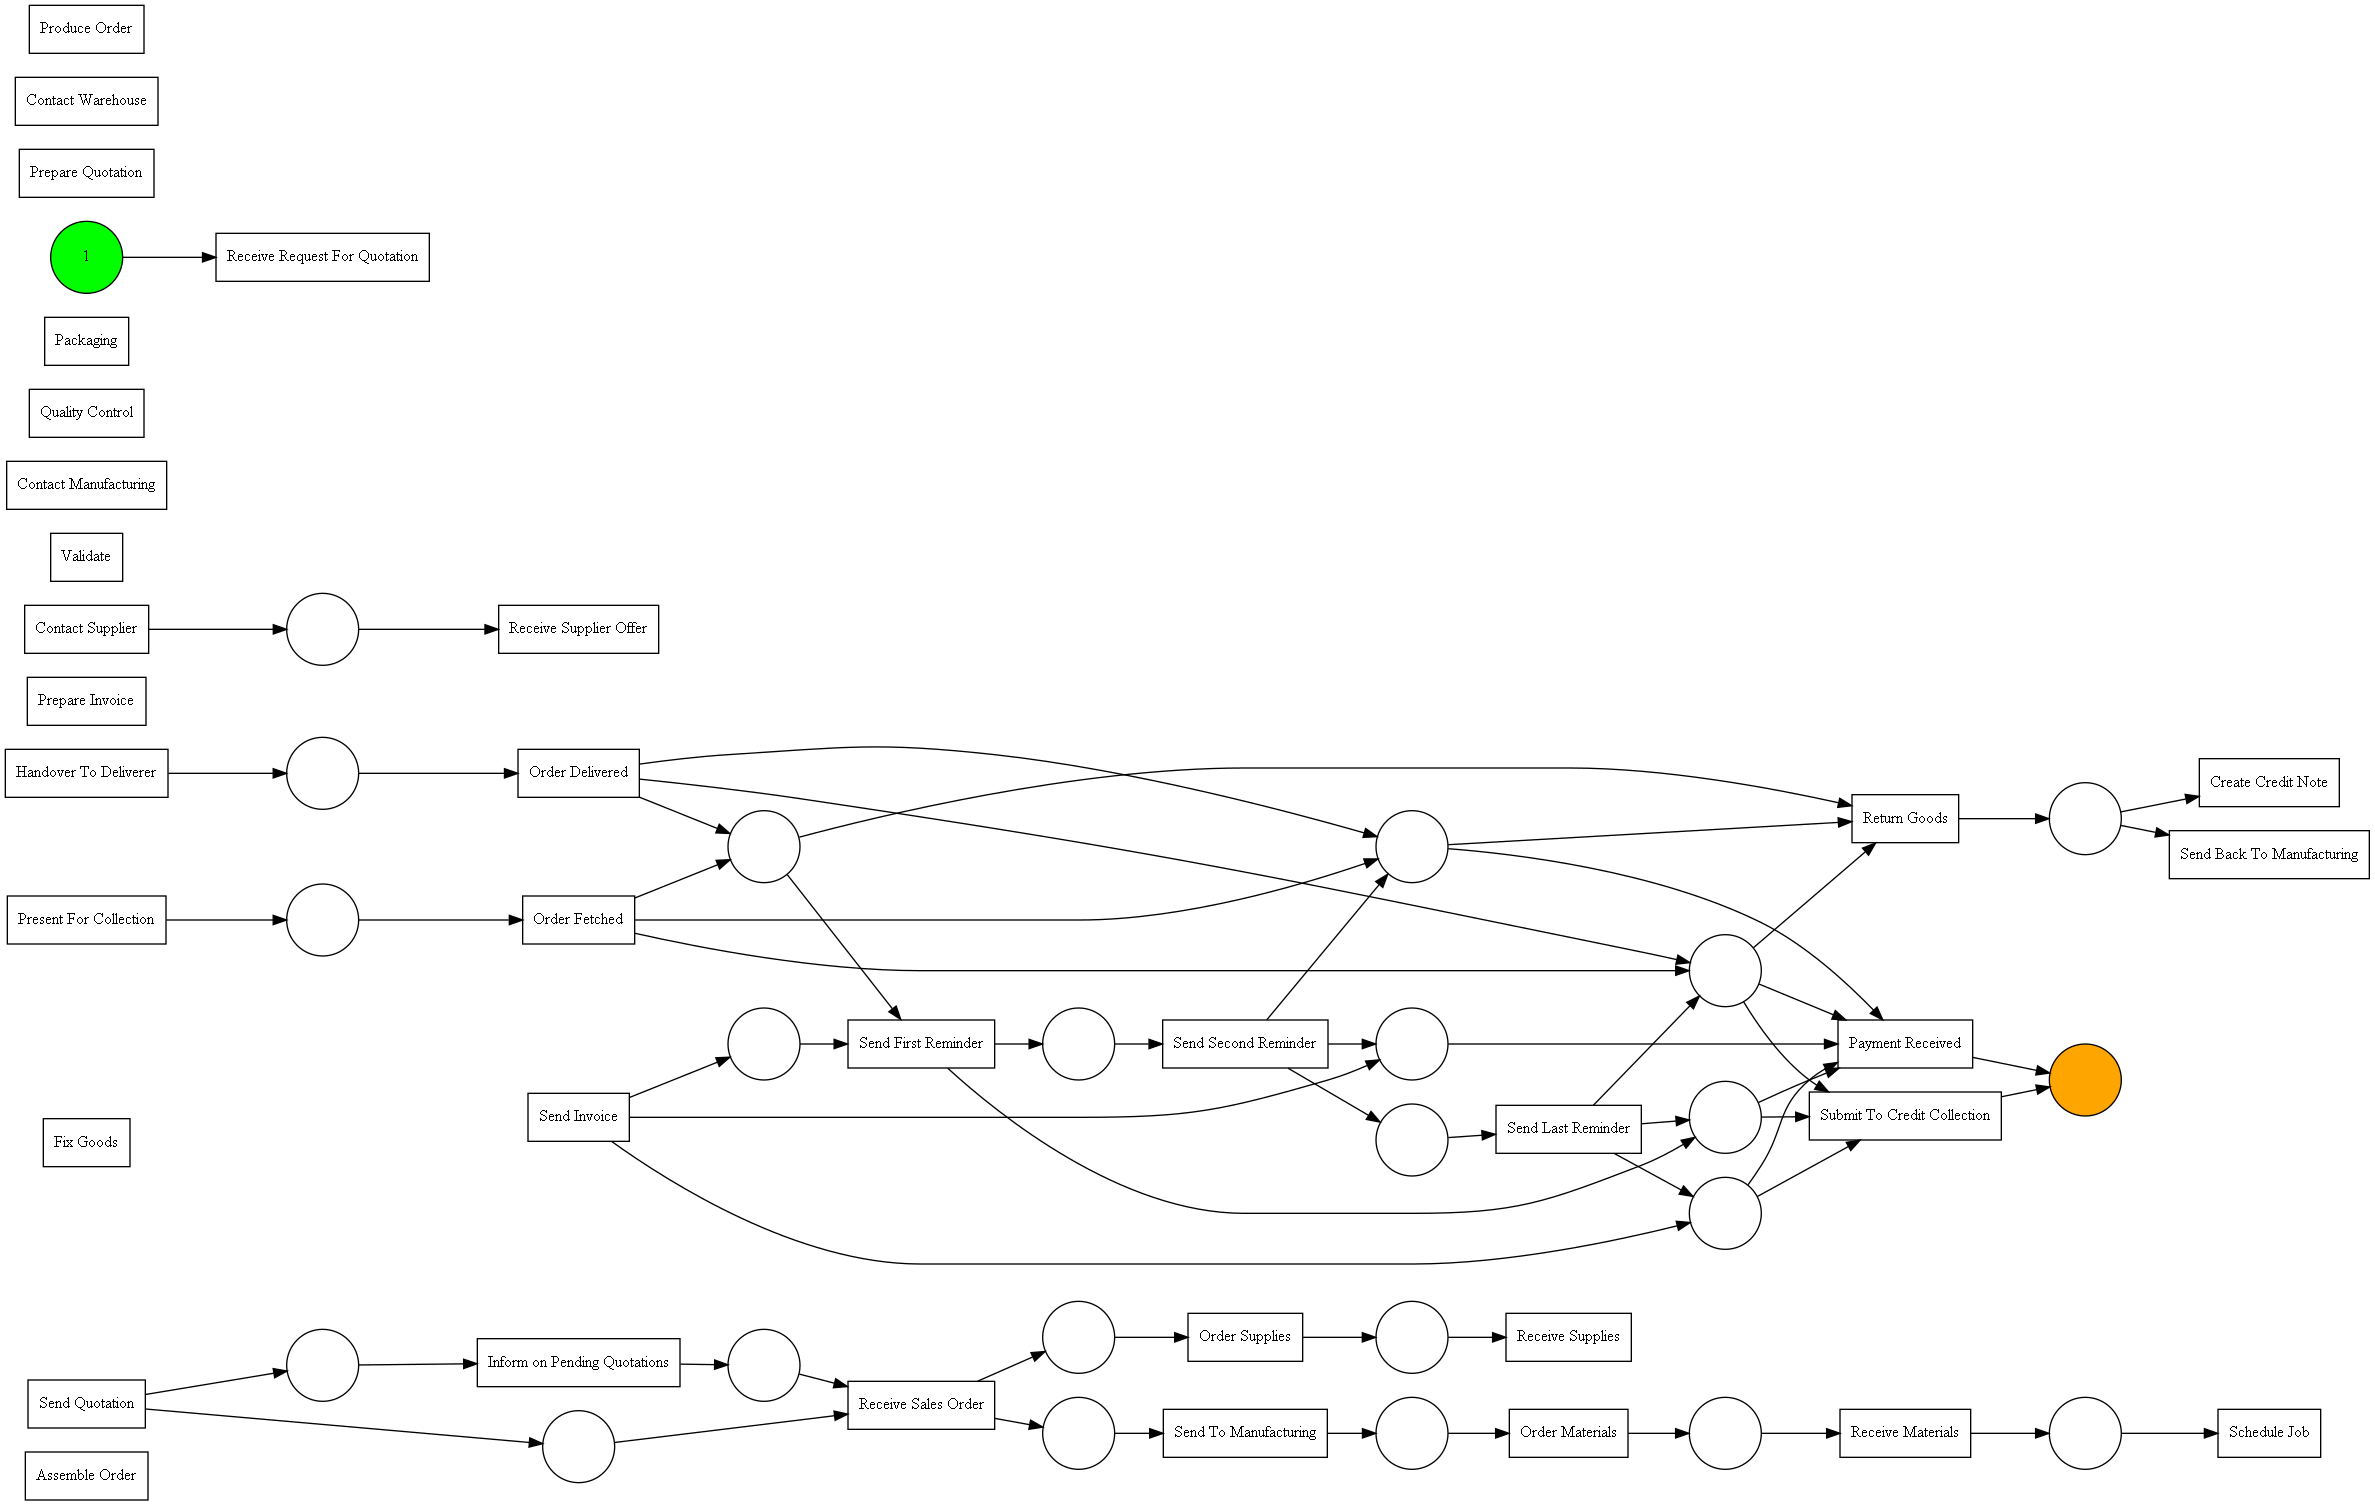 Produce Order
Contact Warehouse
Prepare Quotation
1
Receive Request For Quotation
Packaging
Quality Control
Contact Manufacturing
Validate
Contact Supplier
Receive Supplier Offer
Prepare Invoice
Handover To Deliverer
Order Delivered
Create Credit Note
Return Goods
Send Back To Manufacturing
Present For Collection
Order Fetched
Send First Reminder
Send Second Reminder
Payment Received
Send Invoice
Submit To Credit Collection
Send Last Reminder
Fix Goods
Order Supplies
Receive Supplies
Inform on Pending Quotations
Send Quotation
Receive Sales Order
Send To Manufacturing
Order Materials
Receive Materials
Schedule Job
Assemble Order